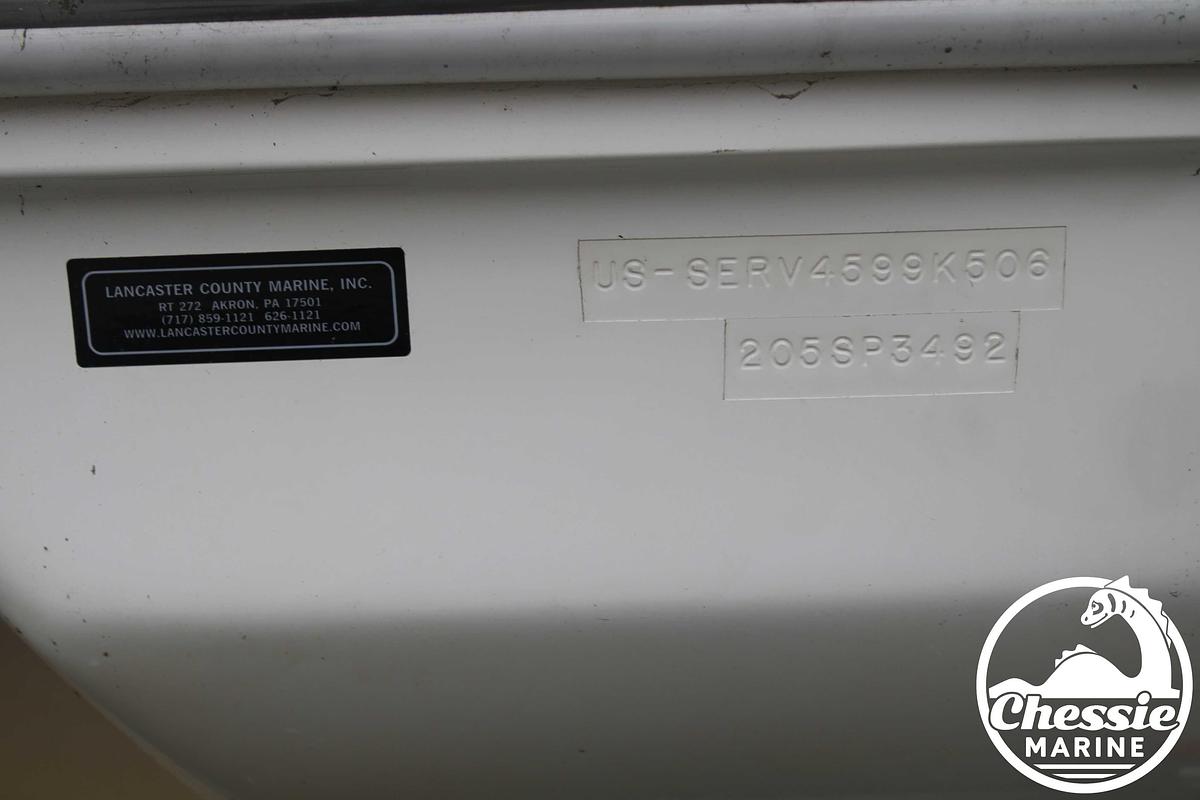 LANCASTER COUNTY MARINE, INC.
RT 272 AKRON, PA 17501
(717) 859-1121 626-1121
WWW.LANCASTERCOUNTYMARINE.COM
US-SERV4599K506
205SP3492
Chessie
MARINE